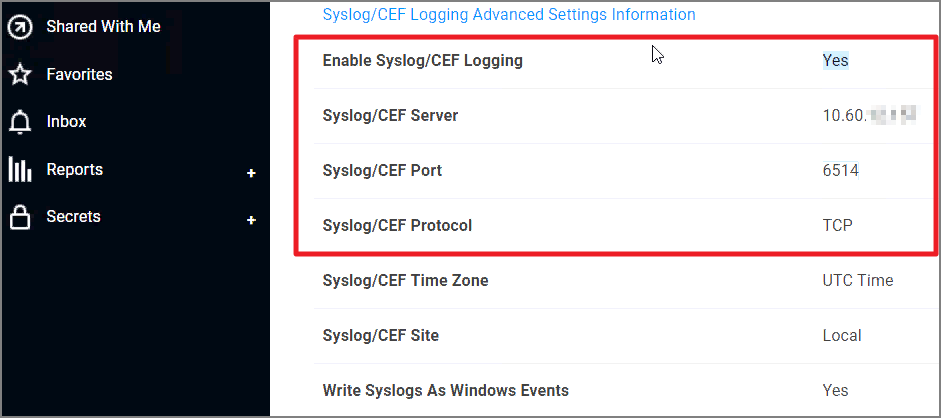 Shared With Me
Favorites
Inbox
Reports +
Secrets +
Syslog/CEF Logging Advanced Settings Information
Enable Syslog/CEF Logging Yes
Syslog/CEF Server 10.60.
Syslog/CEF Port 6514
Syslog/CEF Protocol TCP
Syslog/CEF Time Zone UTC Time
Syslog/CEF Site Local
Write Syslogs As Windows Events Yes